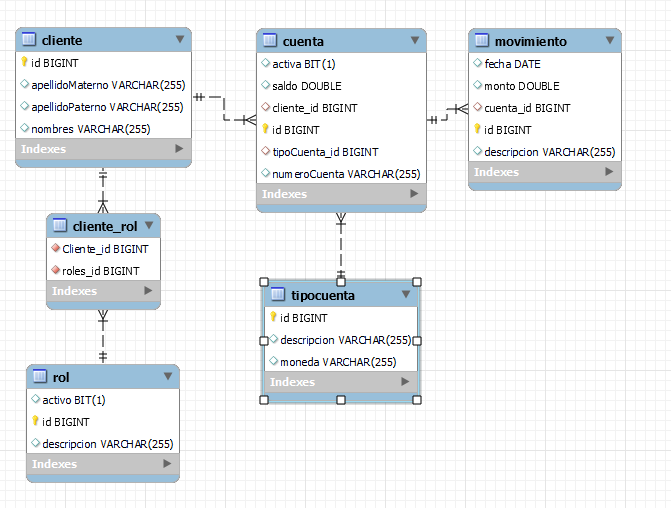 cliente
id BIGINT
apellidoMaterno VARCHAR(255)
apellidoPaterno VARCHAR(255)
nombres VARCHAR(255)
Indexes
cuenta
activa BIT(1)
saldo DOUBLE
cliente_id BIGINT
id BIGINT
tipoCuenta_id BIGINT
numeroCuenta VARCHAR(255)
Indexes
movimiento
fecha DATE
monto DOUBLE
cuenta_id BIGINT
id BIGINT
descripcion VARCHAR(255)
Indexes
cliente_rol
Cliente_id BIGINT
roles_id BIGINT
Indexes
tipocuenta
id BIGINT
descripcion VARCHAR(255)
moneda VARCHAR(255)
Indexes
rol
activo BIT(1)
id BIGINT
descripcion VARCHAR(255)
Indexes